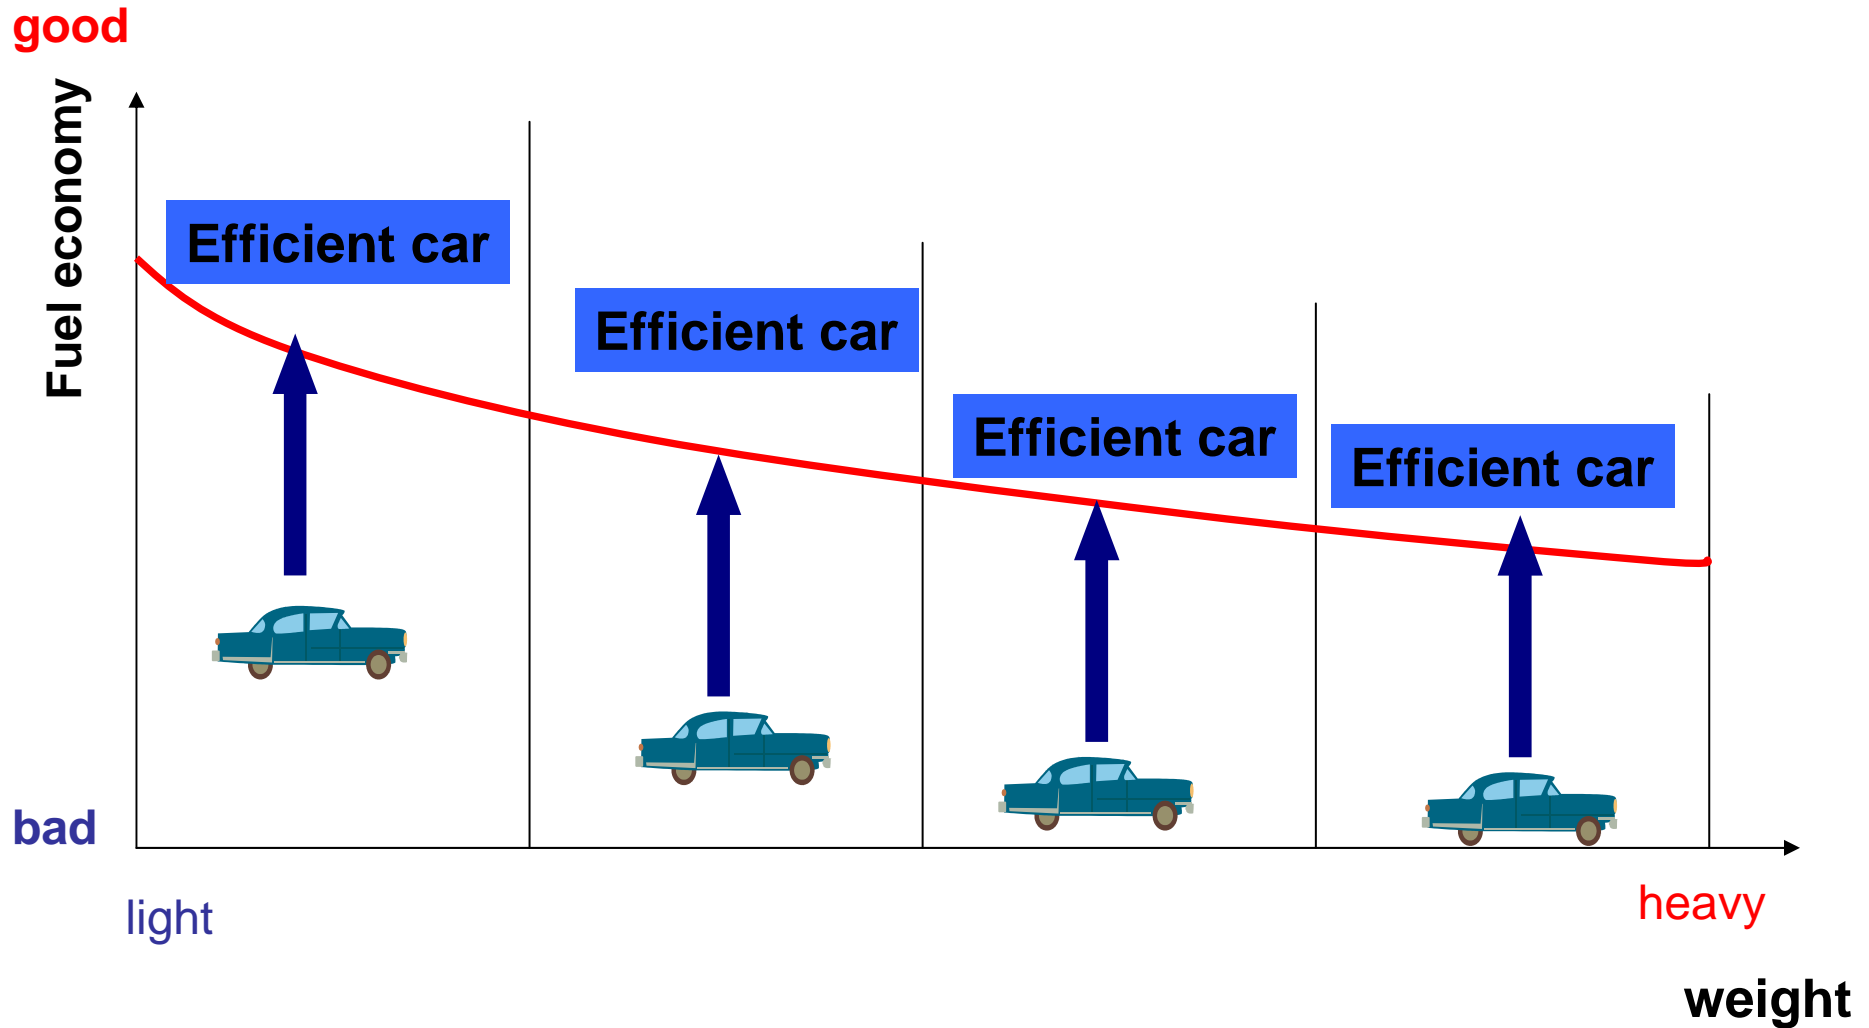 good
Fuel economy
Efficient car
Efficient car
Efficient car
Efficient car
bad
light
heavy
weight